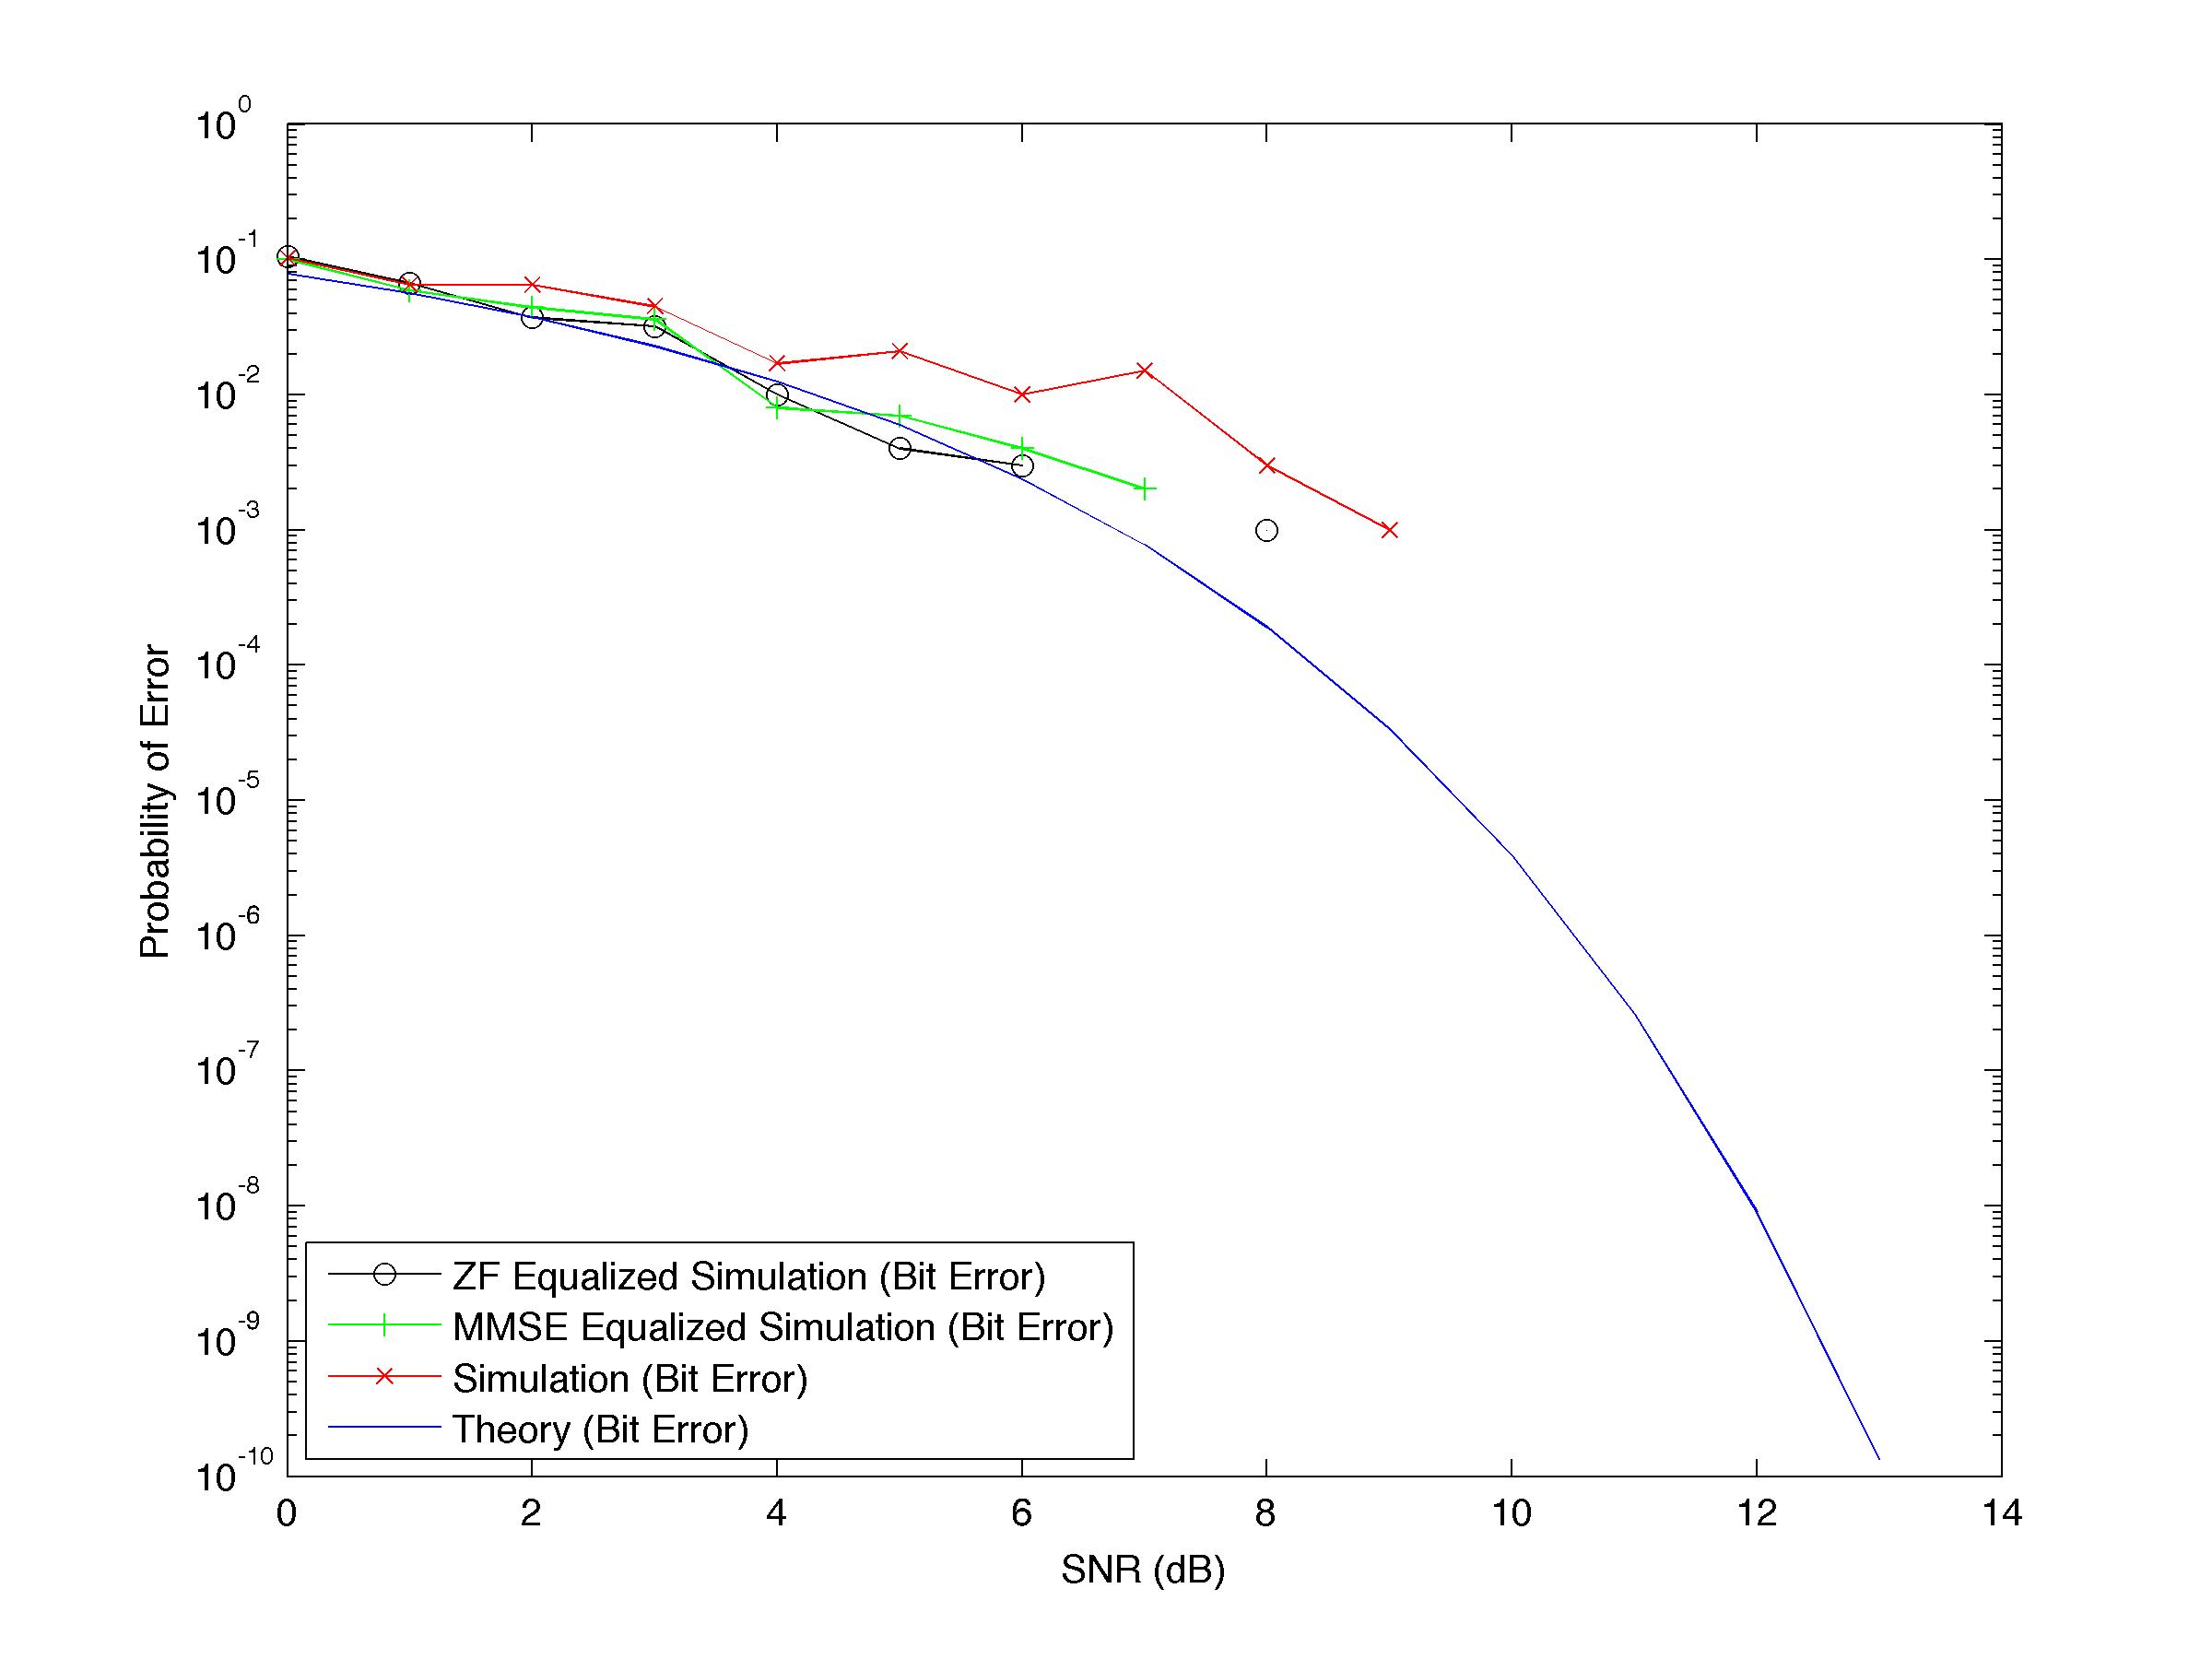 10^0
10^-1
10^-2
10^-3
10^-4
10^-5
10^-6
10^-7
10^-8
10^-9
10^-10
Probability of Error
ZF Equalized Simulation (Bit Error)
MMSE Equalized Simulation (Bit Error)
Simulation (Bit Error)
Theory (Bit Error)
0 2 4 6 8 10 12 14
SNR (dB)